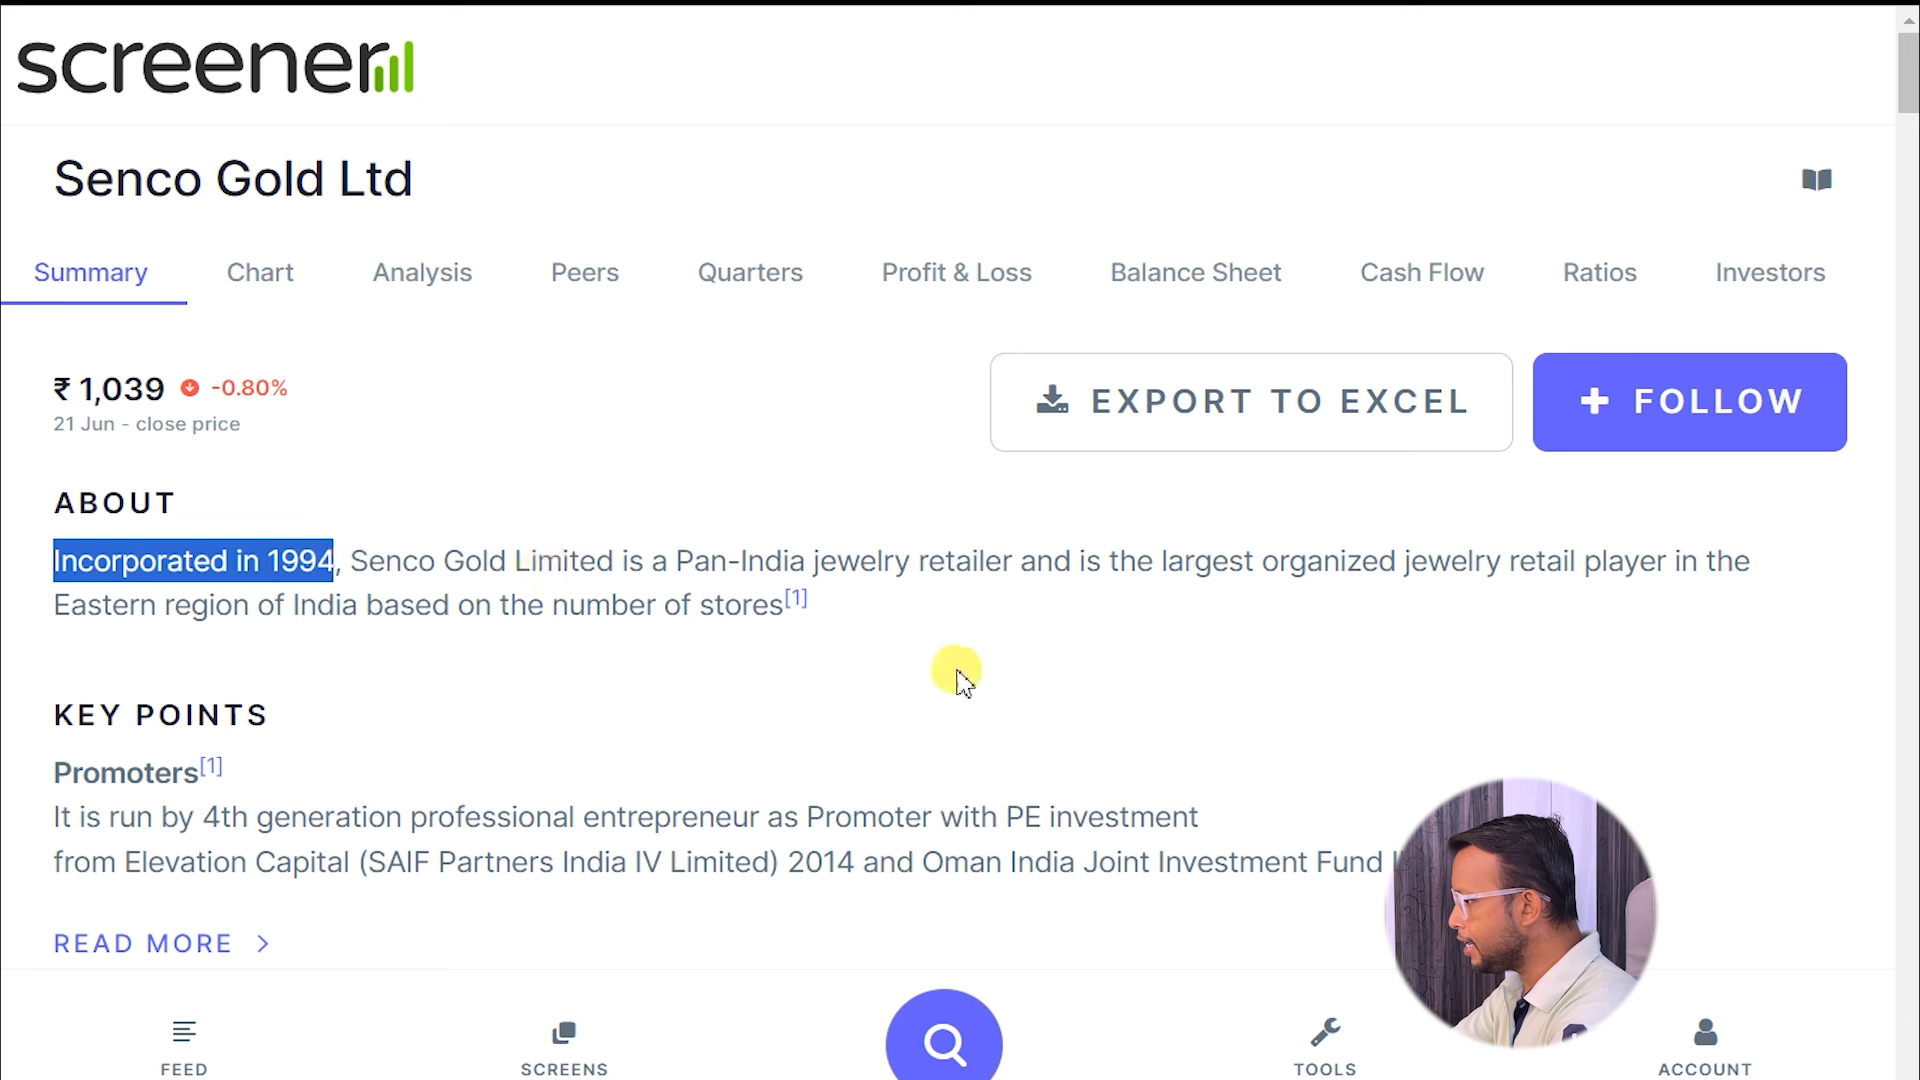 screener
Senco Gold Ltd
Summary Chart Analysis Peers Quarters Profit & Loss Balance Sheet Cash Flow Ratios Investors
₹ 1,039 -0.80%
21 Jun - close price
EXPORT TO EXCEL
+ FOLLOW
ABOUT
Incorporated in 1994, Senco Gold Limited is a Pan-India jewelry retailer and is the largest organized jewelry retail player in the
Eastern region of India based on the number of stores[1]
KEY POINTS
Promoters[1]
It is run by 4th generation professional entrepreneur as Promoter with PE investment
from Elevation Capital (SAIF Partners India IV Limited) 2014 and Oman India Joint Investment Fund
READ MORE >
FEED SCREENS TOOLS ACCOUNT